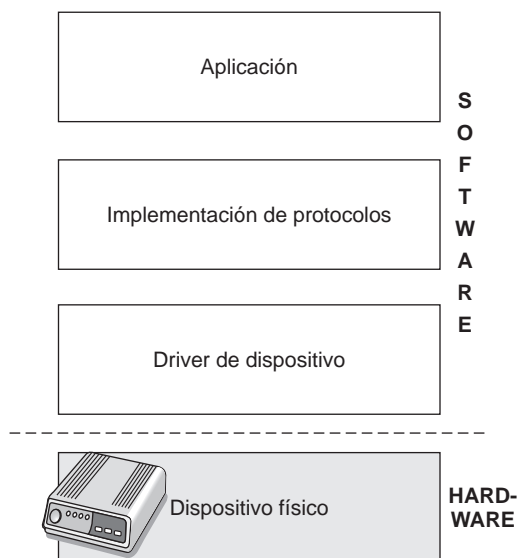 Aplicación
Implementación de protocolos
Driver de dispositivo
S
O
F
T
W
A
R
E
Dispositivo físico
HARD-
WARE